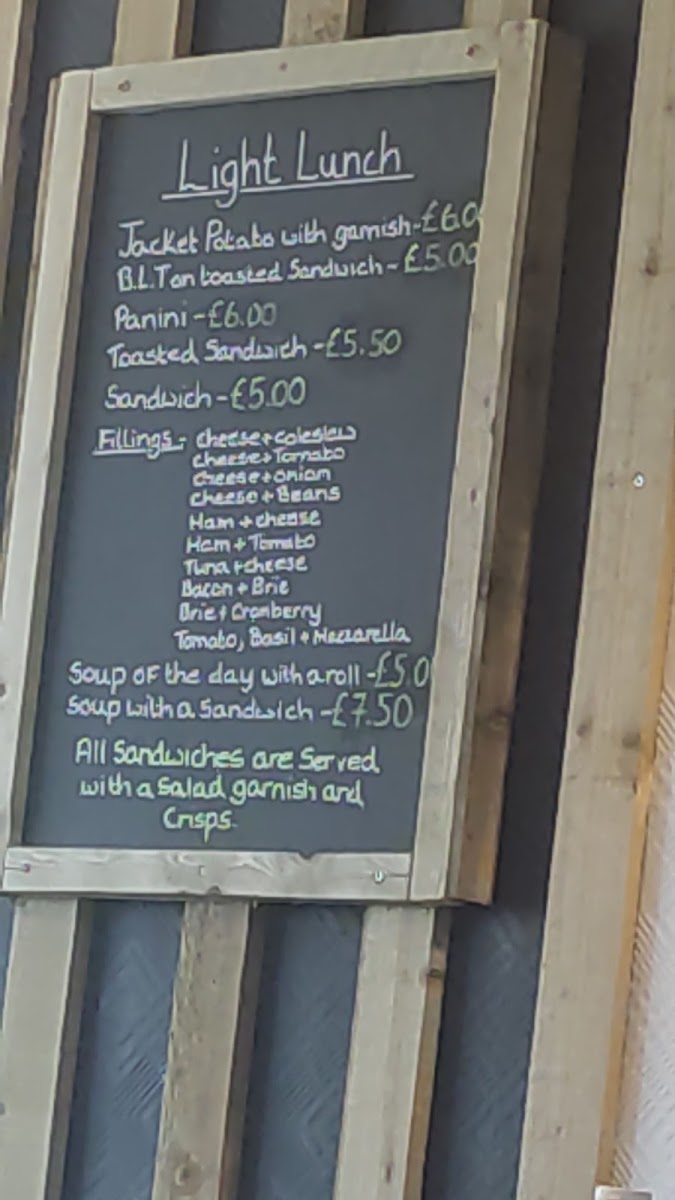 Light Lunch
Jacket Potato with garnish-£6.0
B.L.T on toasted Sandwich-£5.00
Panini-£6.00
Toasted Sandwich-£5.50
Sandwich-£5.00
Fillings:- cheese+coleslaw
cheese+Tomato
cheese+onion
cheese+Beans
Ham+cheese
Ham+Tomato
Tuna+cheese
Bacon+Brie
Brie+Cranberry
Tomato, Basil+Mozzarella
Soup of the day with a roll-£5.0
Soup with a Sandwich-£7.50
All Sandwiches are Served
with a Salad garnish and
Crisps.